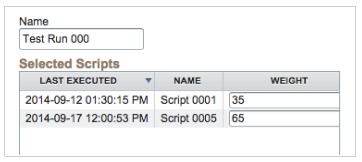 Name
Test Run 000
Selected Scripts
LAST EXECUTED NAME WEIGHT
2014-09-12 01:30:15 PM Script 0001 35
2014-09-17 12:00:53 PM Script 0005 65